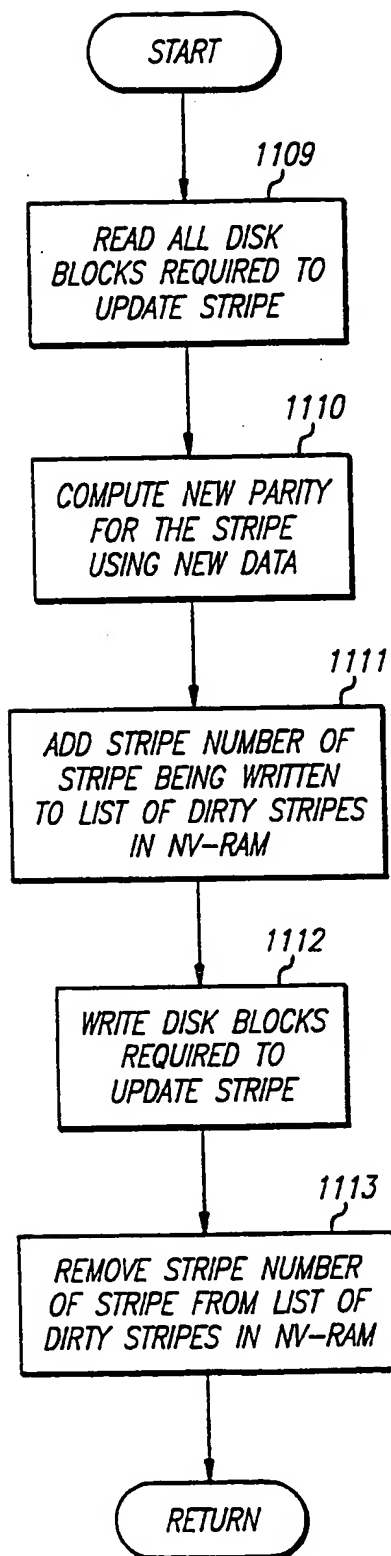 START
1109
READ ALL DISK
BLOCKS REQUIRED TO
UPDATE STRIPE
1110
COMPUTE NEW PARITY
FOR THE STRIPE
USING NEW DATA
1111
ADD STRIPE NUMBER OF
STRIPE BEING WRITTEN
TO LIST OF DIRTY STRIPES
IN NV-RAM
1112
WRITE DISK BLOCKS
REQUIRED TO
UPDATE STRIPE
1113
REMOVE STRIPE NUMBER
OF STRIPE FROM LIST OF
DIRTY STRIPES IN NV-RAM
RETURN